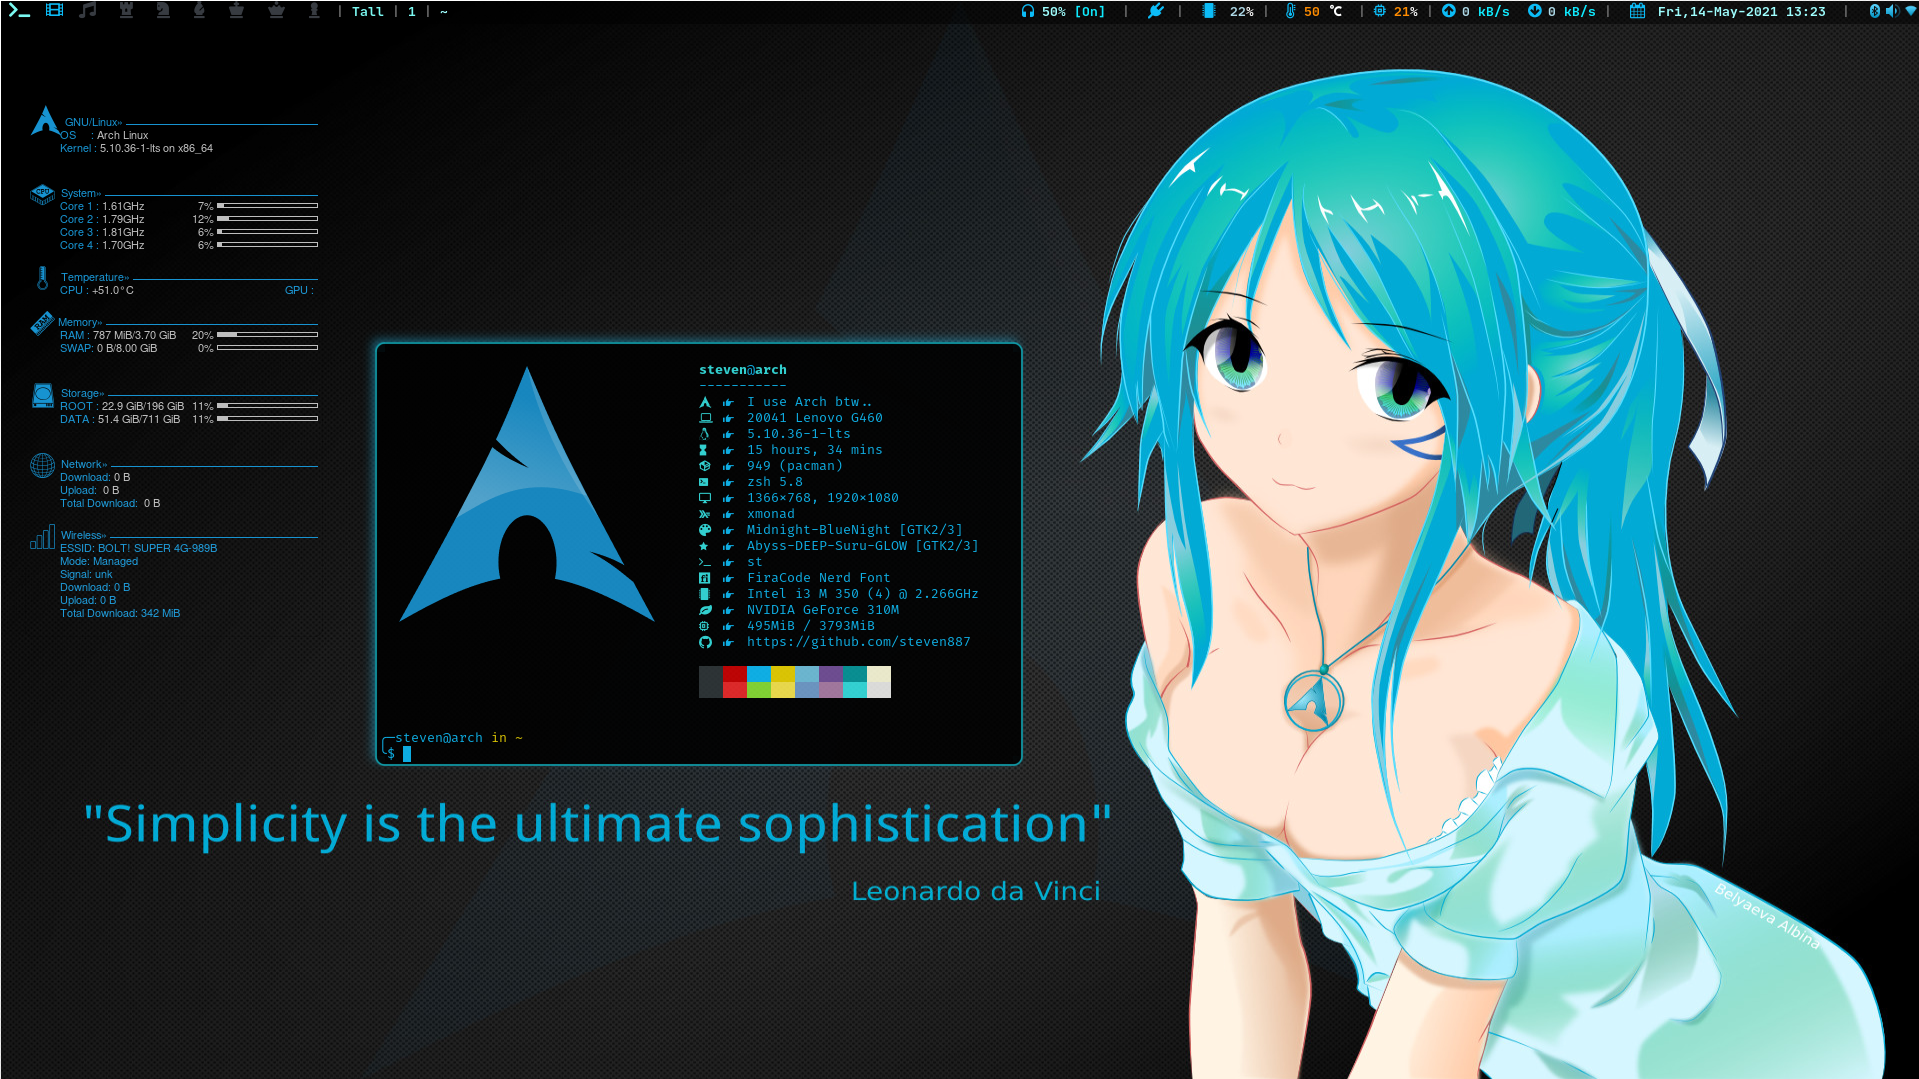 | Tall | 1 | ~
50% [On] | | 22% | 50 ℃ | 21% | 0 kB/s 0 kB/s | Fri,14-May-2021 13:23 |
GNU/Linux»
OS : Arch Linux
Kernel : 5.10.36-1-lts on x86_64
CPU
System»
Core 1 : 1.61GHz 7%
Core 2 : 1.79GHz 12%
Core 3 : 1.81GHz 6%
Core 4 : 1.70GHz 6%
Temperature»
CPU : +51.0°C GPU :
RAM
Memory»
RAM : 787 MiB/3.70 GiB 20%
SWAP: 0 B/8.00 GiB 0%
Storage»
ROOT : 22.9 GiB/196 GiB 11%
DATA : 51.4 GiB/711 GiB 11%
Network»
Download: 0 B
Upload: 0 B
Total Download: 0 B
Wireless»
ESSID: BOLT! SUPER 4G-989B
Mode: Managed
Signal: unk
Download: 0 B
Upload: 0 B
Total Download: 342 MiB
steven@arch
-----------
I use Arch btw..
20041 Lenovo G460
5.10.36-1-lts
15 hours, 34 mins
949 (pacman)
zsh 5.8
1366×768, 1920×1080
xmonad
Midnight-BlueNight [GTK2/3]
Abyss-DEEP-Suru-GLOW [GTK2/3]
st
FiraCode Nerd Font
Intel i3 M 350 (4) @ 2.266GHz
NVIDIA GeForce 310M
495MiB / 3793MiB
https://github.com/steven887
╭─steven@arch in ~
╰$
"Simplicity is the ultimate sophistication"
Leonardo da Vinci
Belyaeva Albina